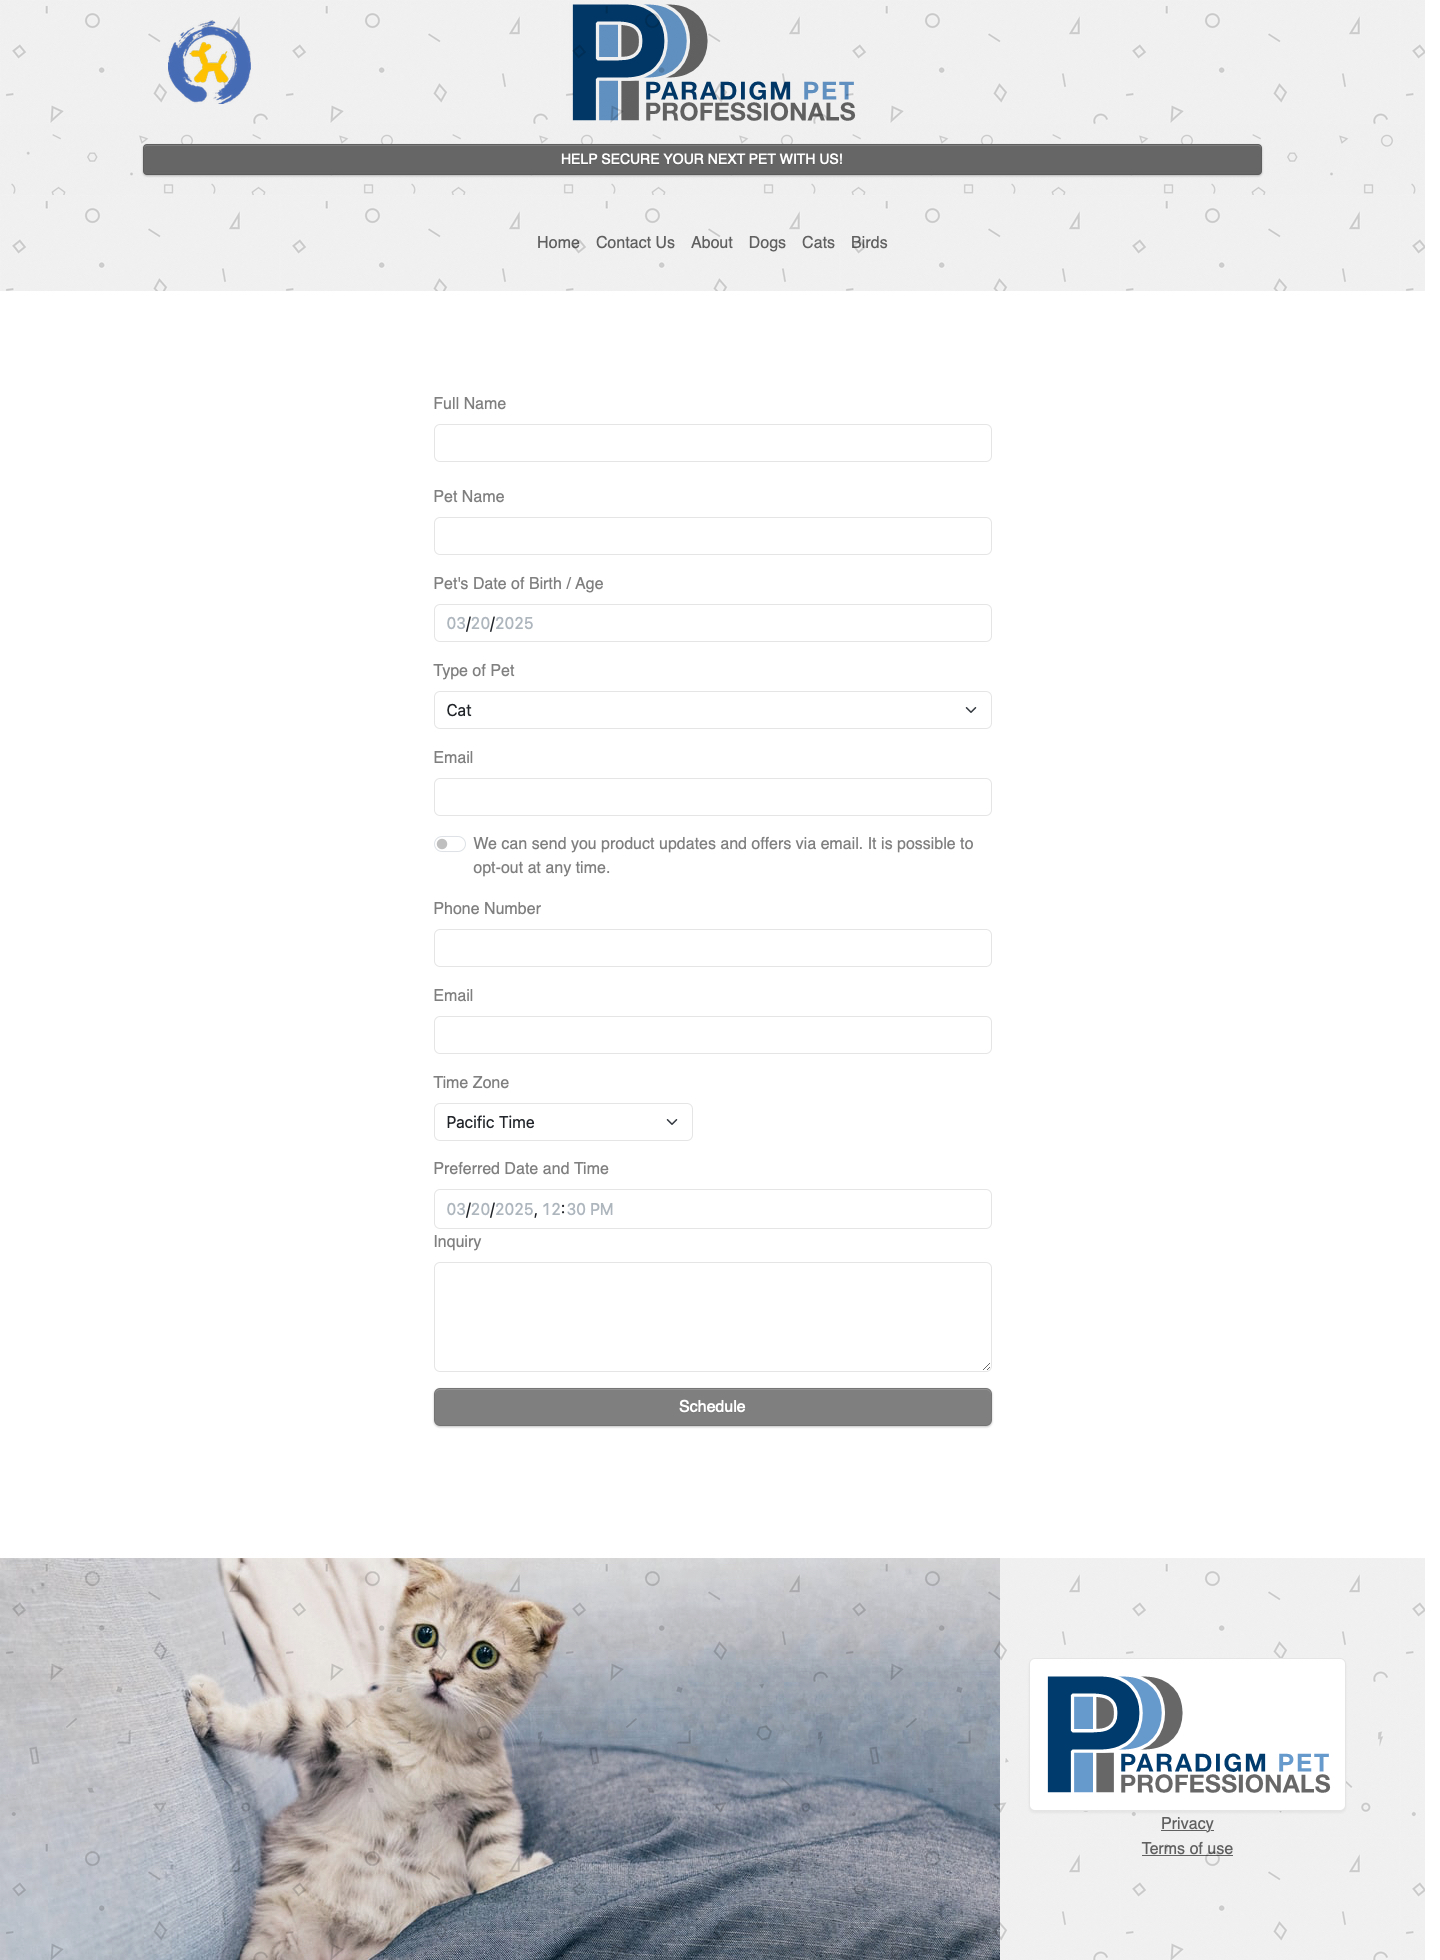 PARADIGM PET
PROFESSIONALS
HELP SECURE YOUR NEXT PET WITH US!
Home Contact Us About Dogs Cats Birds
Full Name
Pet Name
Pet's Date of Birth / Age
03/20/2025
Type of Pet
Cat
Email
We can send you product updates and offers via email. It is possible to
opt-out at any time.
Phone Number
Email
Time Zone
Pacific Time
Preferred Date and Time
03/20/2025, 12:30 PM
Inquiry
Schedule
PARADIGM PET
PROFESSIONALS
Privacy
Terms of use